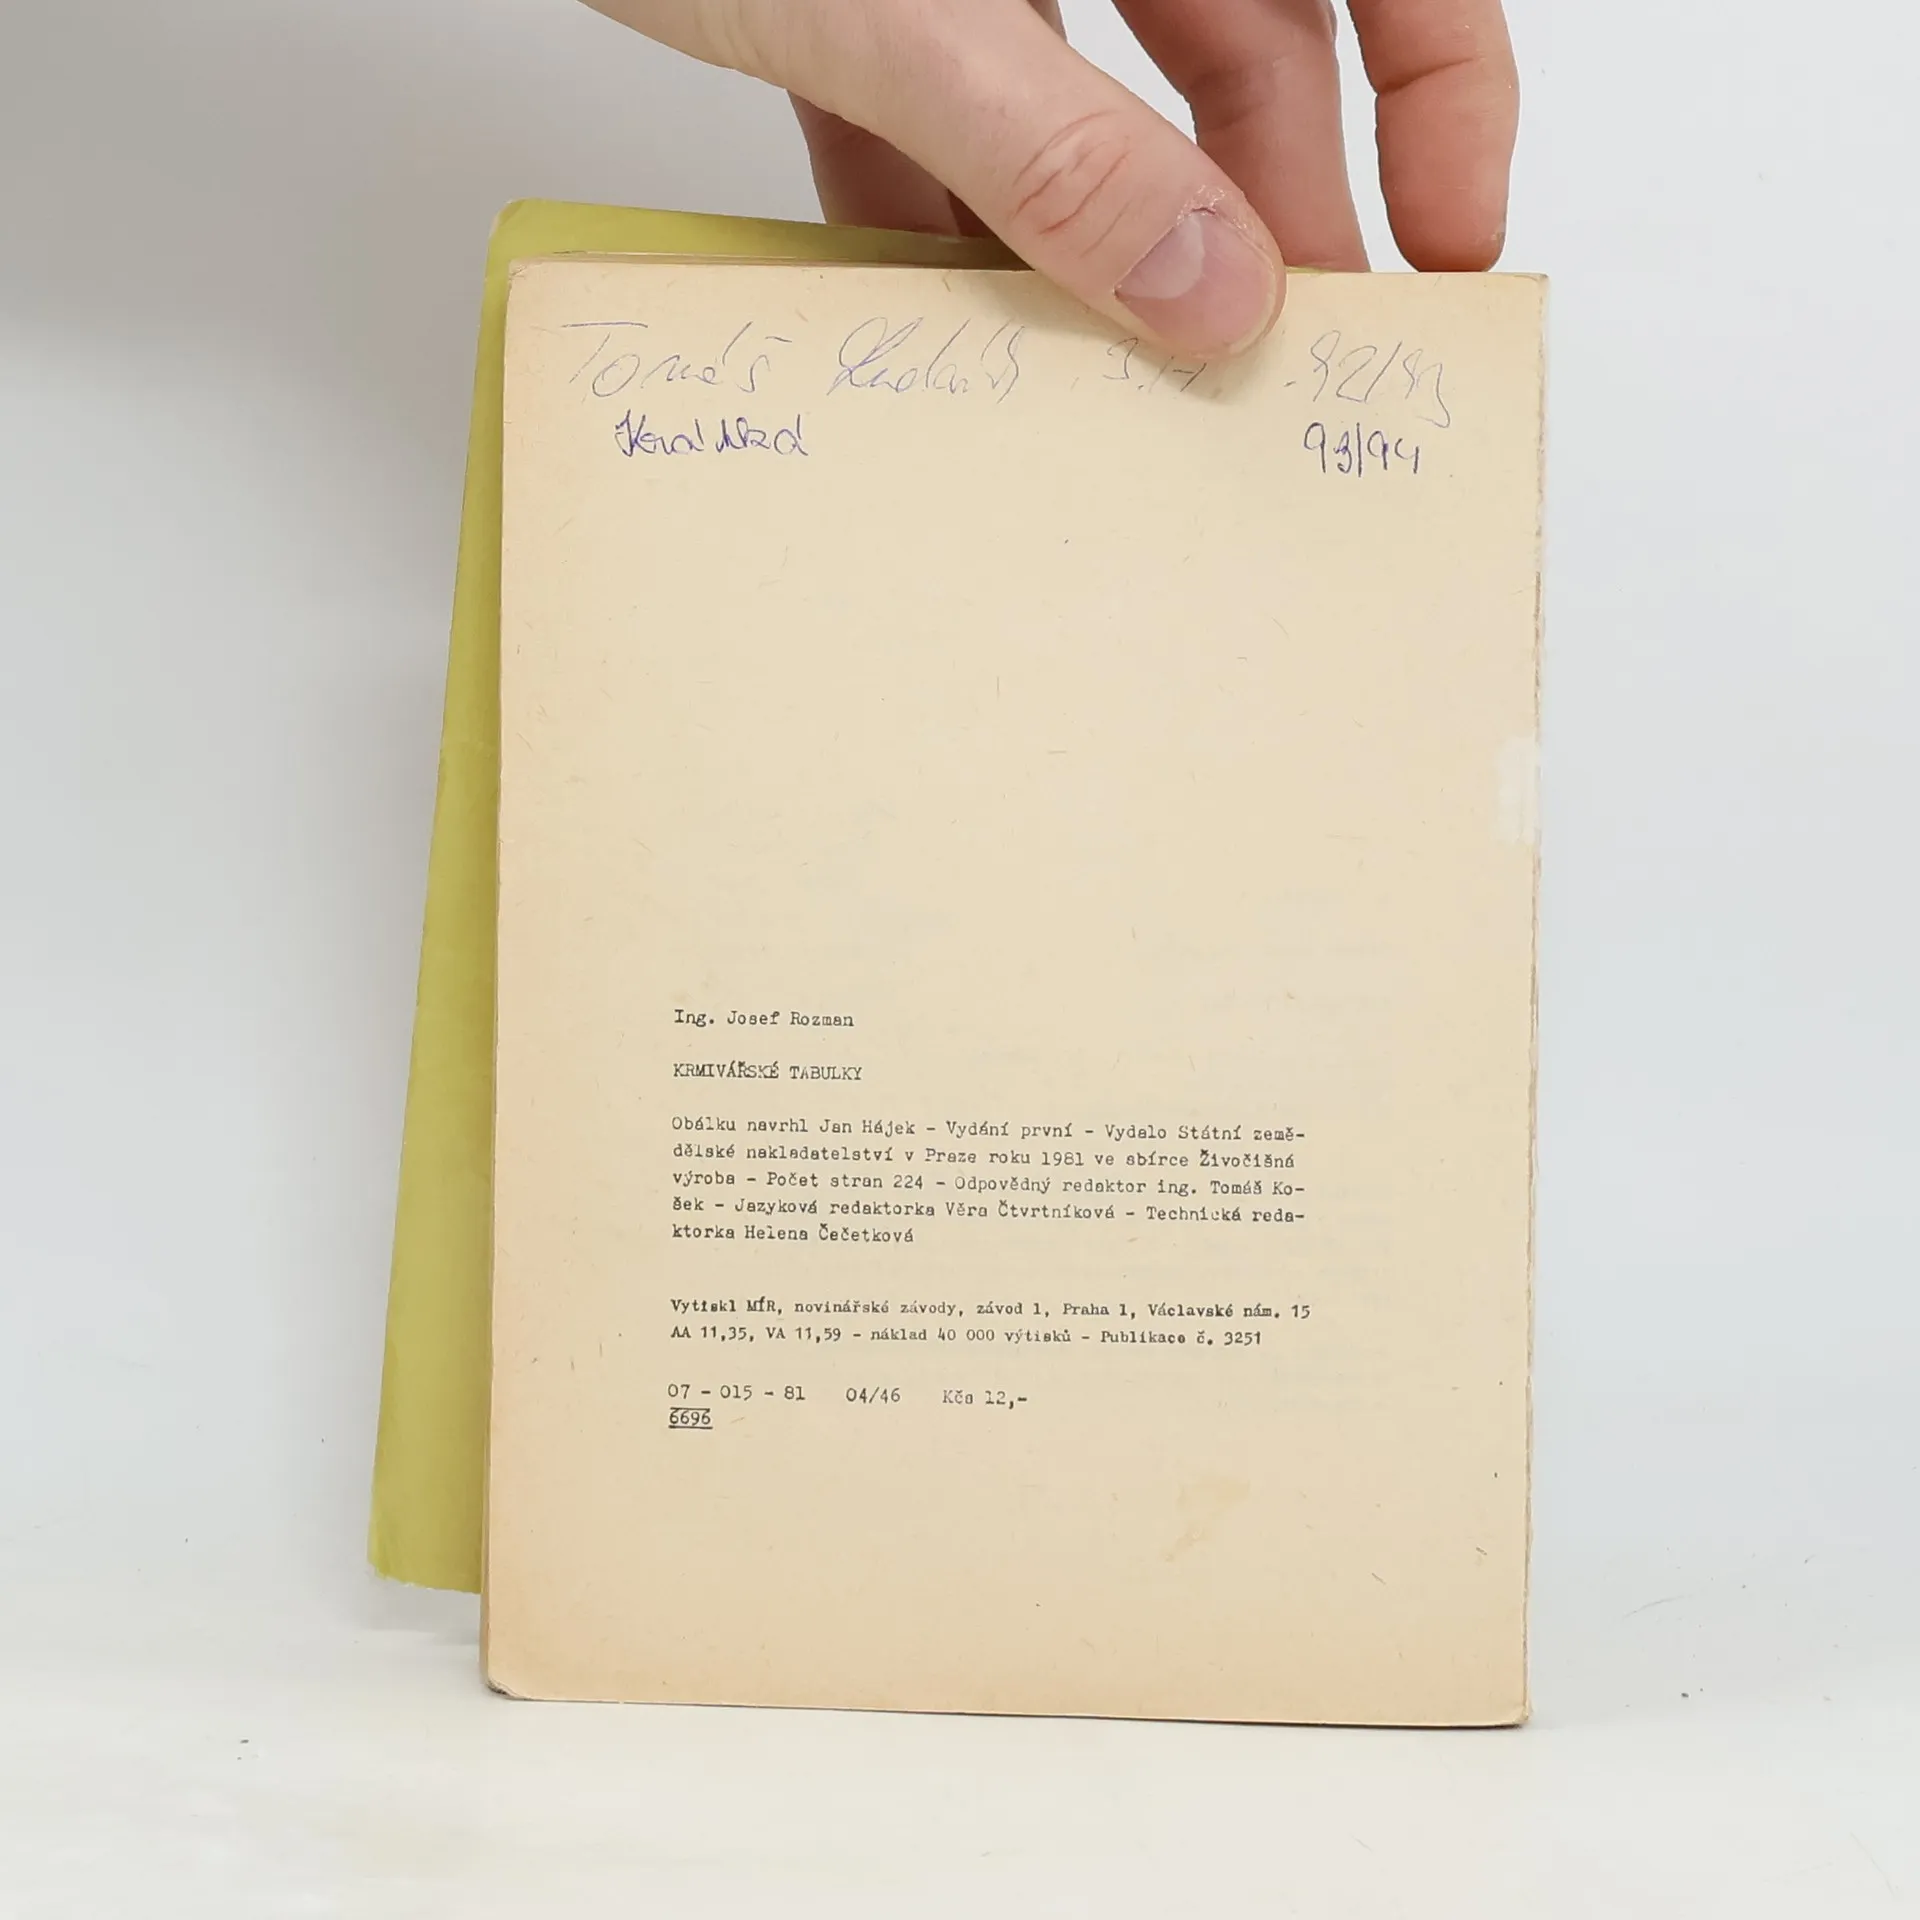 Tomáš 92/93
Krátká 93/94
Ing. Josef Rozman
KRMIVÁŘSKÉ TABULKY
Obálku navrhl Jan Hájek - Vydání první - Vydalo Státní země-
dělské nakladatelství v Praze roku 1981 ve sbírce Živočišná
výroba - Počet stran 224 - Odpovědný redaktor ing. Tomáš Ko-
šek - Jazyková redaktorka Věra Čtvrtníková - Technická reda-
ktorka Helena Čečetková
Vytiskl MÍR, novinářské závody, závod 1, Praha 1, Václavské nám. 15
AA 11,35, VA 11,59 - náklad 40 000 výtisků - Publikace č. 3251
07 - 015 - 81 04/46 Kčs 12,-
6696